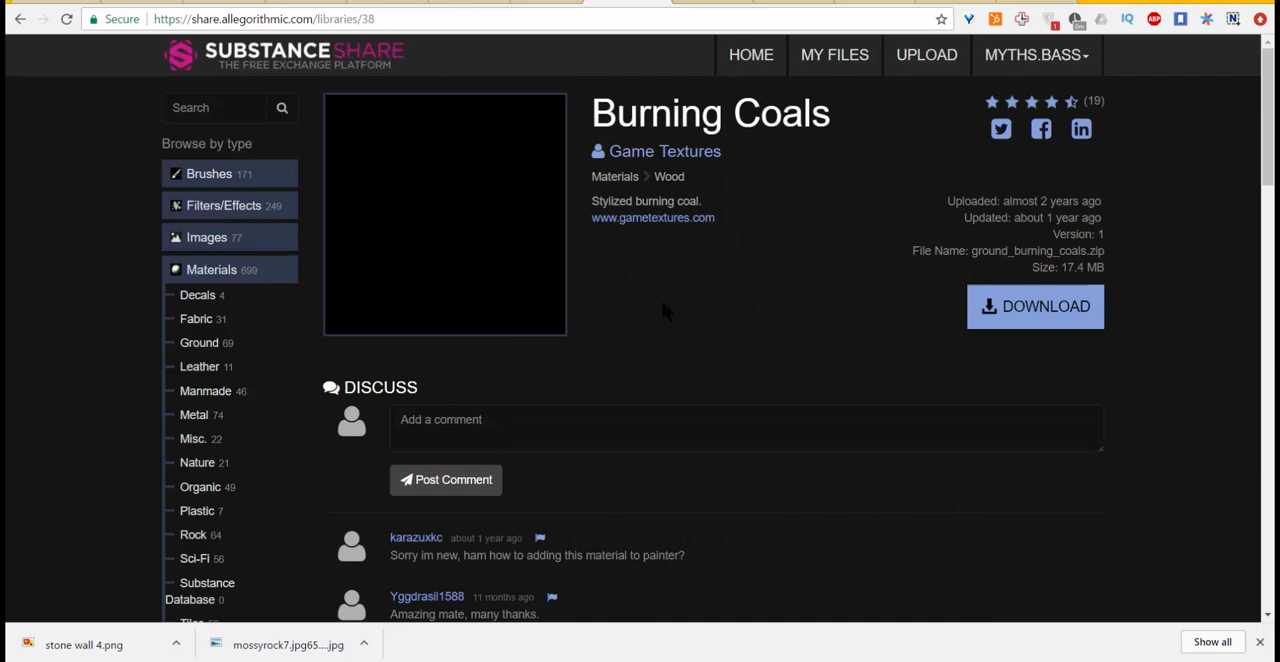 Secure
https://share.allegorithmic.com/libraries/38
IQ
ABP
N
1
0m
SUBSTANCESHARE
THE FREE EXCHANGE PLATFORM
HOME
MY FILES
UPLOAD
MYTHS.BASS
Search
Browse by type
Brushes 171
Filters/Effects 249
Images 77
Materials 699
Decals 4
Fabric 31
Ground 69
Leather 11
Manmade 46
Metal 74
Misc. 22
Nature 21
Organic 49
Plastic 7
Rock 64
Sci-Fi 56
Substance
Database 0
Burning Coals
Game Textures
Materials > Wood
Stylized burning coal.
www.gametextures.com
(19)
Uploaded: almost 2 years ago
Updated: about 1 year ago
Version: 1
File Name: ground_burning_coals.zip
Size: 17.4 MB
DOWNLOAD
DISCUSS
Add a comment
Post Comment
karazuxkc about 1 year ago
Sorry im new, ham how to adding this material to painter?
Yggdrasil1588 11 months ago
Amazing mate, many thanks.
stone wall 4.png
mossyrock7.jpg65....jpg
Show all